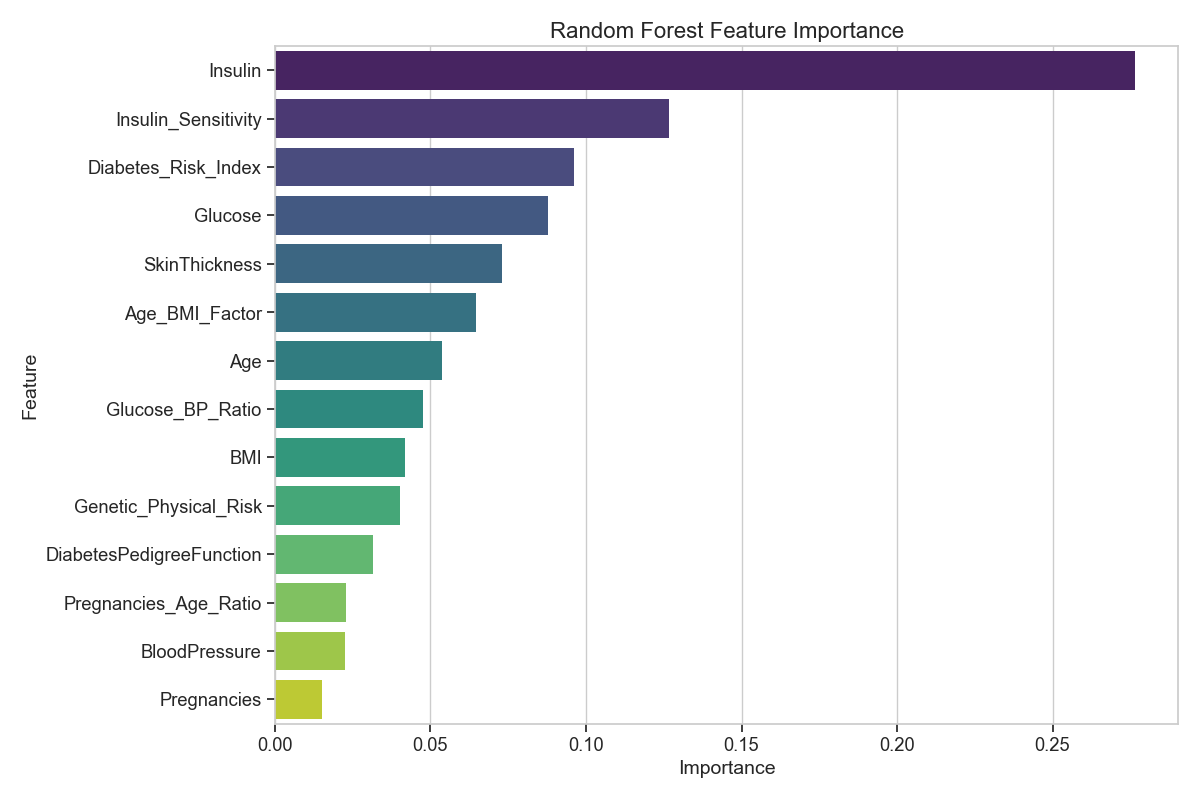 Random Forest Feature Importance
Insulin
Insulin_Sensitivity
Diabetes_Risk_Index
Glucose
SkinThickness
Age_BMI_Factor
Age
Glucose_BP_Ratio
BMI
Genetic_Physical_Risk
DiabetesPedigreeFunction
Pregnancies_Age_Ratio
BloodPressure
Pregnancies
Feature
0.00 0.05 0.10 0.15 0.20 0.25
Importance